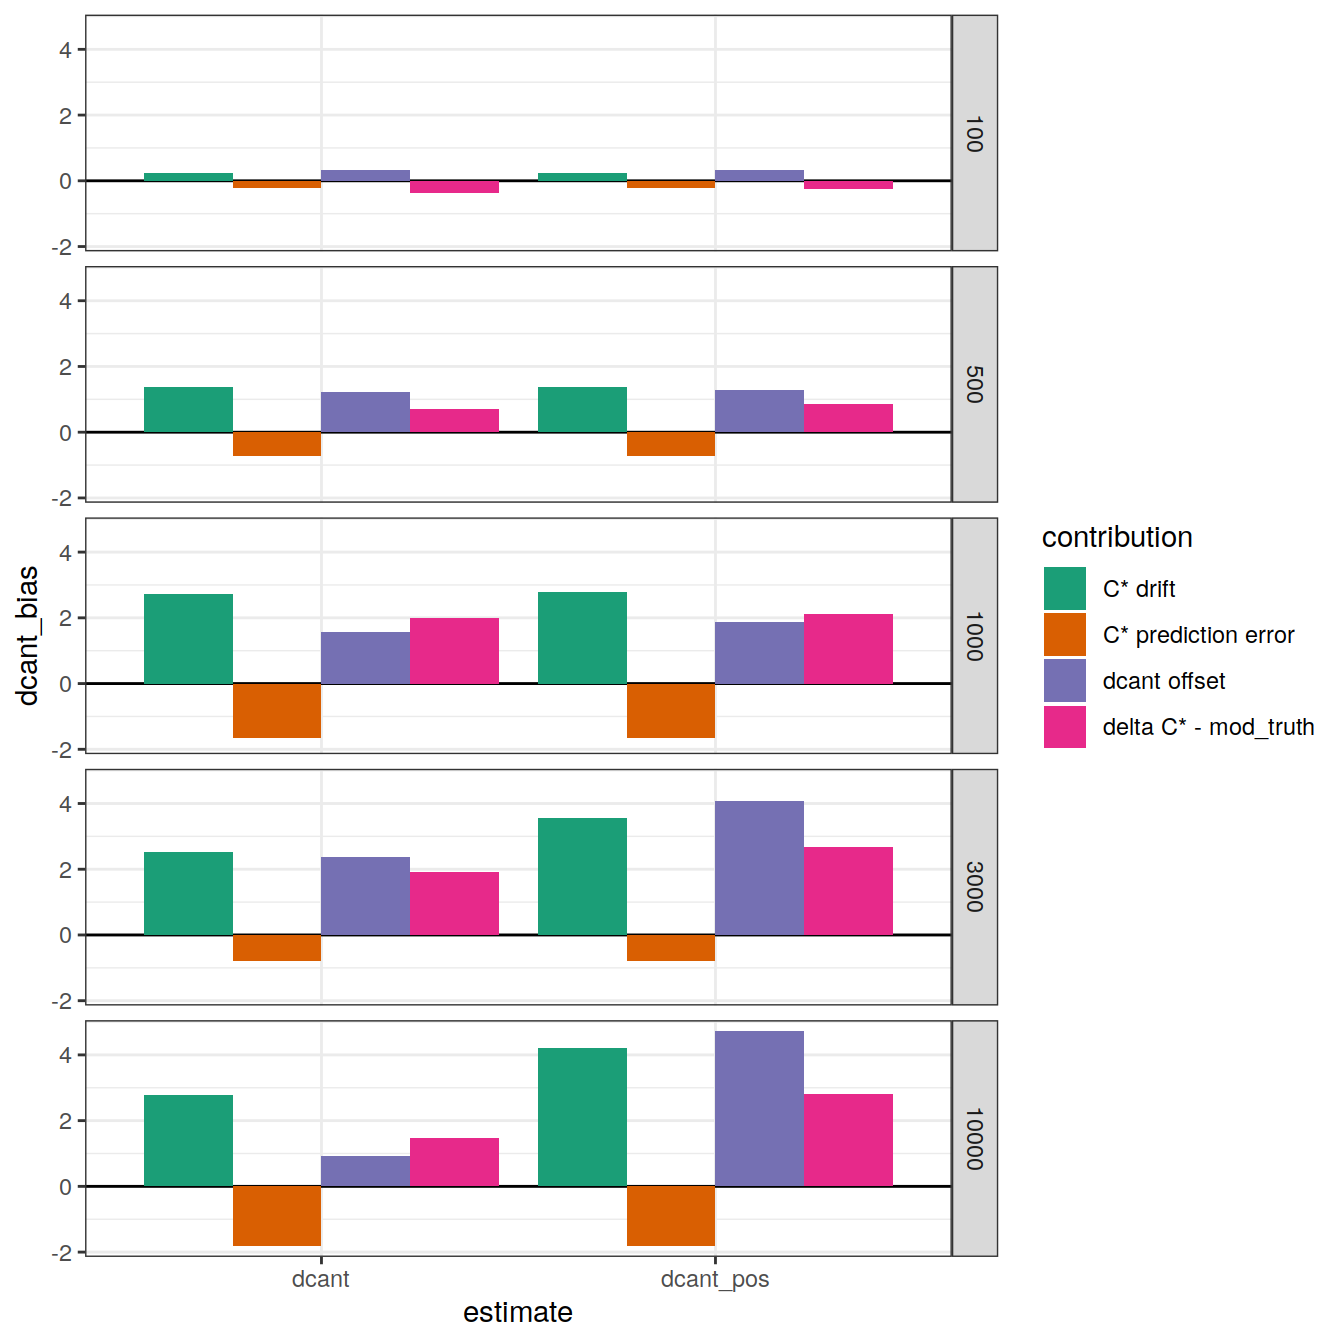 4
2
0
-2
100
4
2
0
-2
500
4
2
0
-2
1000
4
2
0
-2
3000
4
2
0
-2
10000
dcant_bias
dcant
dcant_pos
estimate
contribution
C* drift
C* prediction error
dcant offset
delta C* - mod_truth